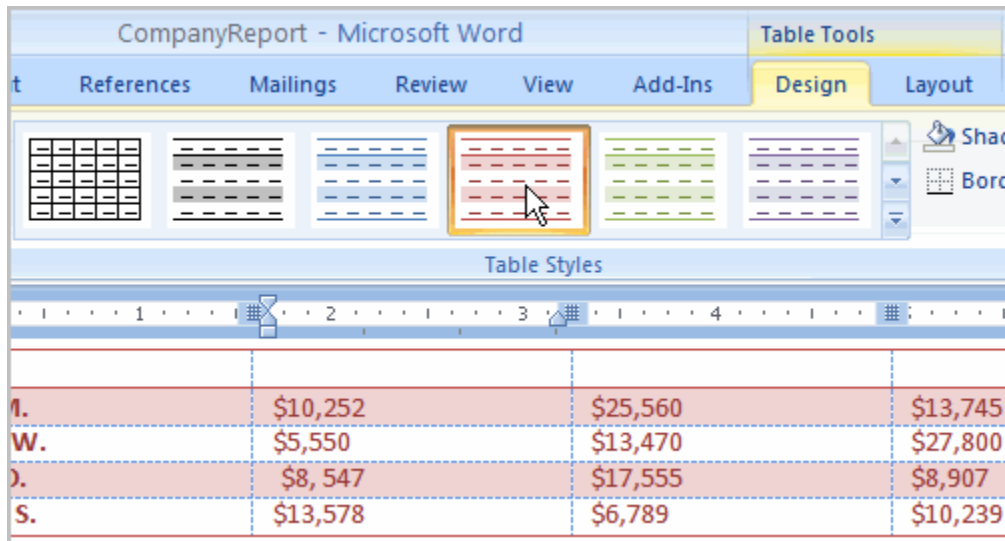 CompanyReport - Microsoft Word Table Tools
t References Mailings Review View Add-Ins Design Layout
Shad
Bord
Table Styles
1 2 3 4
M. $10,252 $25,560 $13,745
W. $5,550 $13,470 $27,800
D. $8, 547 $17,555 $8,907
S. $13,578 $6,789 $10,239